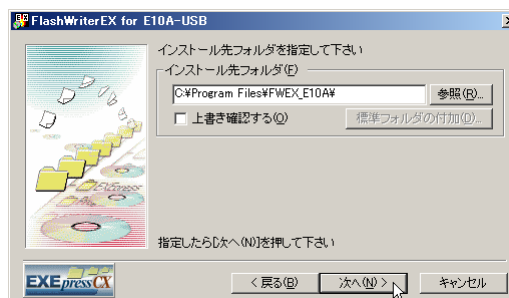 FlashWriterEX for E10A-USB
インストール先フォルダを指定して下さい
インストール先フォルダ(F)
C:¥Program Files¥FWEX_E10A¥
参照(R)...
上書き確認する(O)
標準フォルダの付加(D)...
EXEpress
指定したら[次へ(N)]を押して下さい
EXEpressCX
< 戻る(B)
次へ(N) >
キャンセル